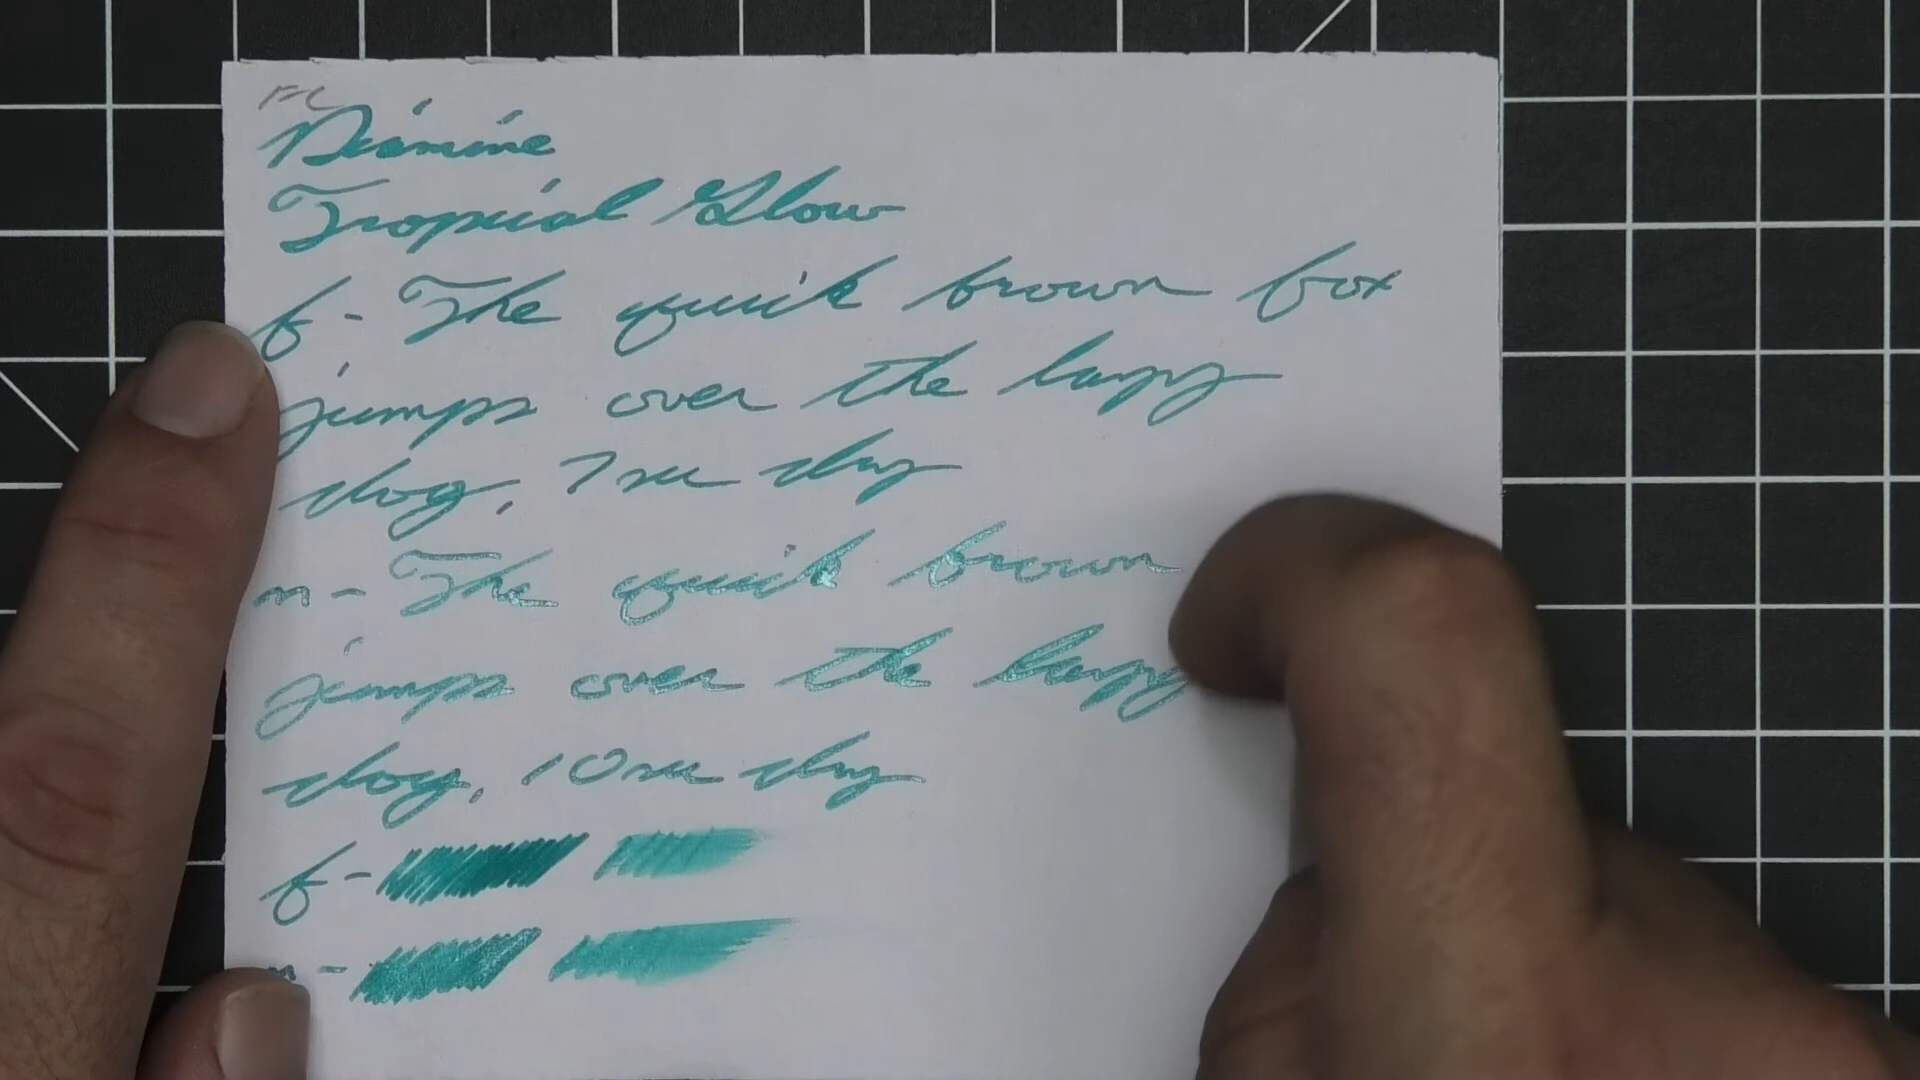 FC
Diamine
Tropical Glow
f - The quick brown fox
jumps over the lazy
dog, 7 sec dry
m - The quick brown
jumps over the lazy
dog, 10 sec dry
f -
m -